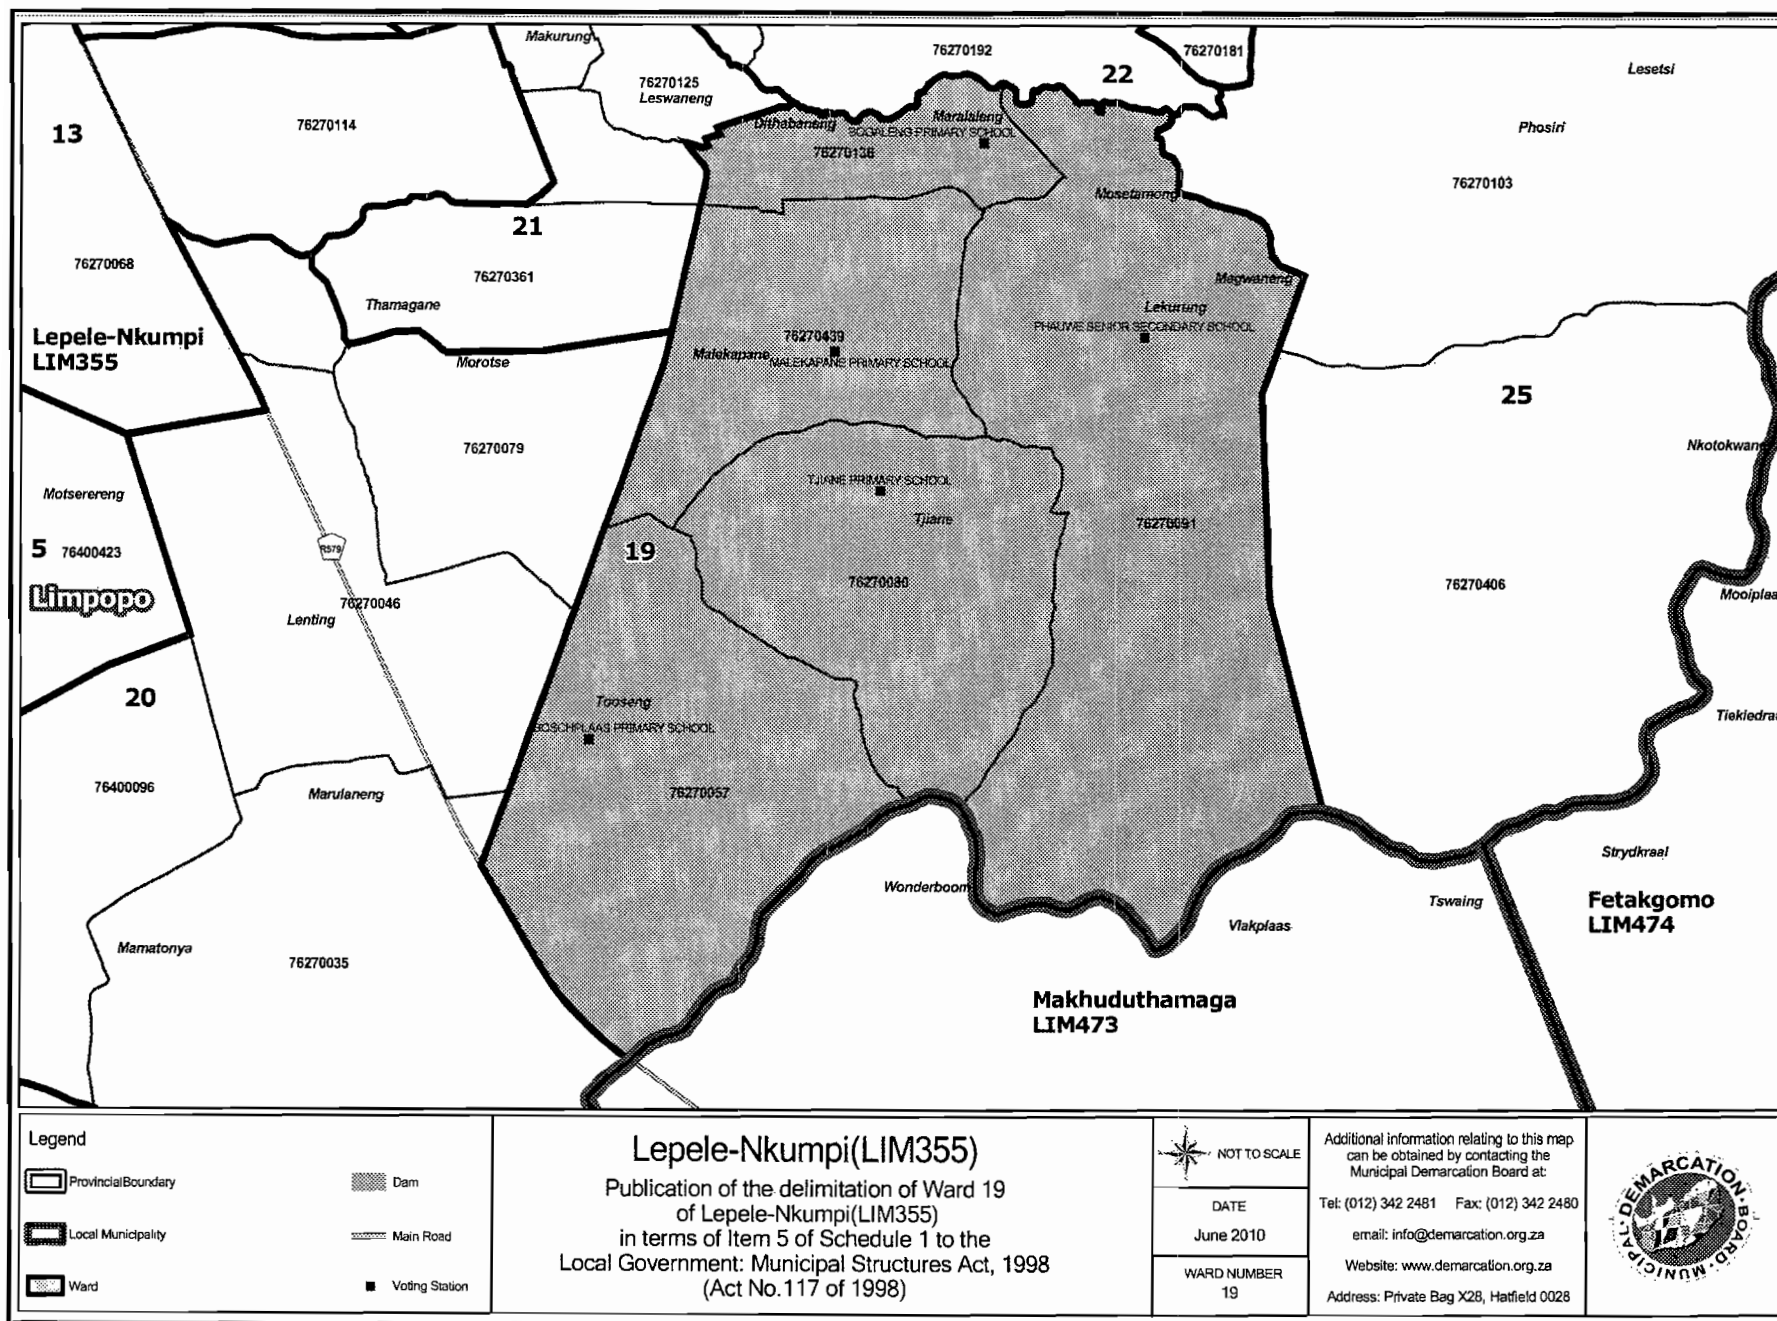 Makurung
76270192
76270181
22
Lesetsi
76270125
Leswaneng
13
76270114
Dithabaneng
Maralaleng
BOGALENG PRIMARY SCHOOL
Phosiri
76270138
76270103
Mosetamong
21
76270068
76270361
Thamagane
Magwaneng
Lekurung
PHAUWE SENIOR SECONDARY SCHOOL
Lepele-Nkumpi
LIM355
76270439
Malekapane
MALEKAPANE PRIMARY SCHOOL
Morotse
25
76270079
Nkotokwane
Motserereng
TJIANE PRIMARY SCHOOL
Tjiane
76270091
5
76400423
R579
19
76270080
76270406
Limpopo
76270046
Lenting
Mooiplaa
20
Tooseng
BOSCHPLAAS PRIMARY SCHOOL
Tiekiedraa
76400096
Marulaneng
76270057
Strydkraal
Wonderboom
Tswaing
Fetakgomo
LIM474
Vlakplaas
Mamatonya
76270035
Makhuduthamaga
LIM473
Legend
ProvincialBoundary
Local Municipality
Ward
Dam
Main Road
Voting Station
Lepele-Nkumpi(LIM355)
Publication of the delimitation of Ward 19
of Lepele-Nkumpi(LIM355)
in terms of Item 5 of Schedule 1 to the
Local Government: Municipal Structures Act, 1998
(Act No.117 of 1998)
NOT TO SCALE
DATE
June 2010
WARD NUMBER
19
Additional information relating to this map
can be obtained by contacting the
Municipal Demarcation Board at:
Tel: (012) 342 2481 Fax: (012) 342 2480
email: info@demarcation.org.za
Website: www.demarcation.org.za
Address: Private Bag X28, Hatfield 0028
MUNICIPAL DEMARCATION BOARD